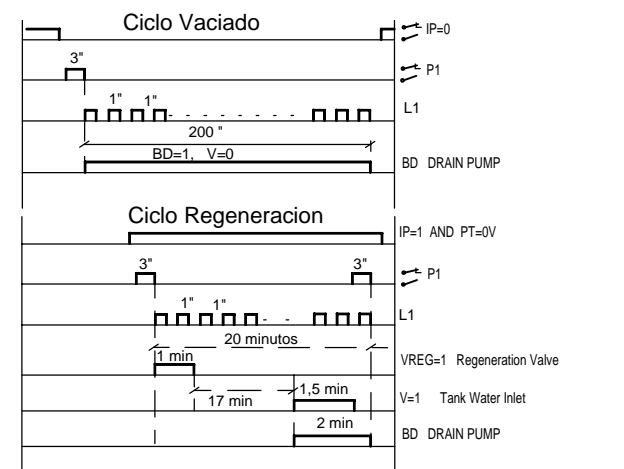 Ciclo Vaciado
IP=0
3"
P1
1" 1"
L1
200 "
BD=1, V=0
BD DRAIN PUMP
Ciclo Regeneracion
IP=1 AND PT=0V
3" 3"
P1
1" 1"
L1
20 minutos
1 min
VREG=1 Regeneration Valve
17 min
1,5 min
V=1 Tank Water Inlet
2 min
BD DRAIN PUMP